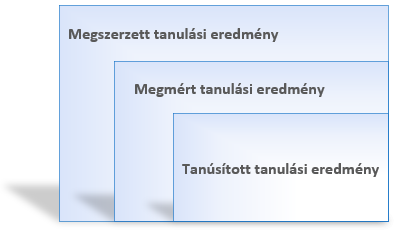 Megszerzett tanulási eredmény
Megmért tanulási eredmény
Tanúsított tanulási eredmény